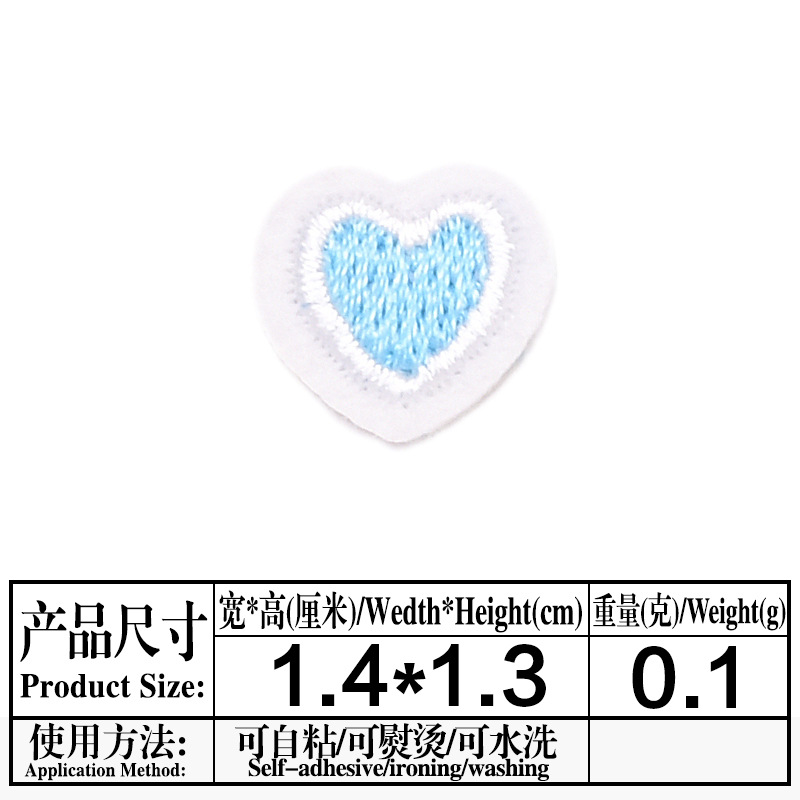 产品尺寸
Product Size:
宽*高(厘米)/Wedth*Height(cm)
重量(克)/Weight(g)
1.4*1.3
0.1
使用方法:
Application Method:
可自粘/可熨烫/可水洗
Self-adhesive/ironing/washing